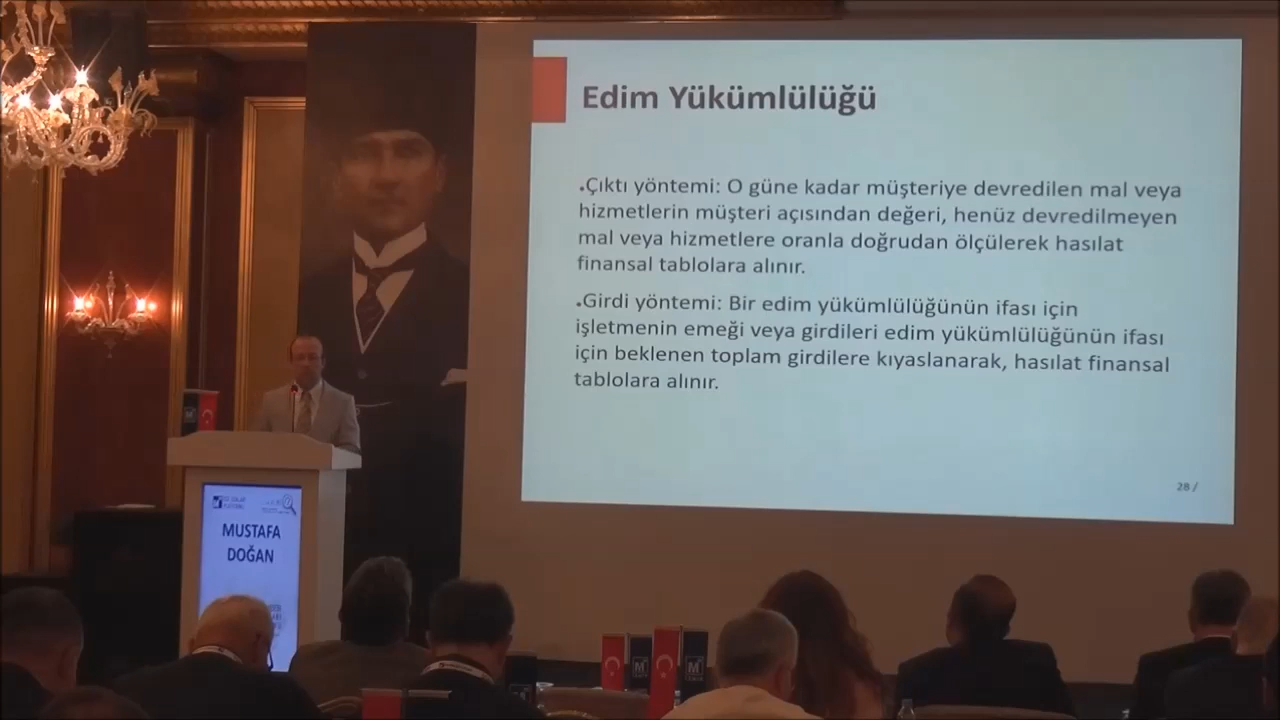 Edim Yükümlülüğü
.Çıktı yöntemi: O güne kadar müşteriye devredilen mal veya
hizmetlerin müşteri açısından değeri, henüz devredilmeyen
mal veya hizmetlere oranla doğrudan ölçülerek hasılat
finansal tablolara alınır.
.Girdi yöntemi: Bir edim yükümlülüğünün ifası için
işletmenin emeği veya girdileri edim yükümlülüğünün ifası
için beklenen toplam girdilere kıyaslanarak, hasılat finansal
tablolara alınır.
28 /
MUSTAFA
DOĞAN